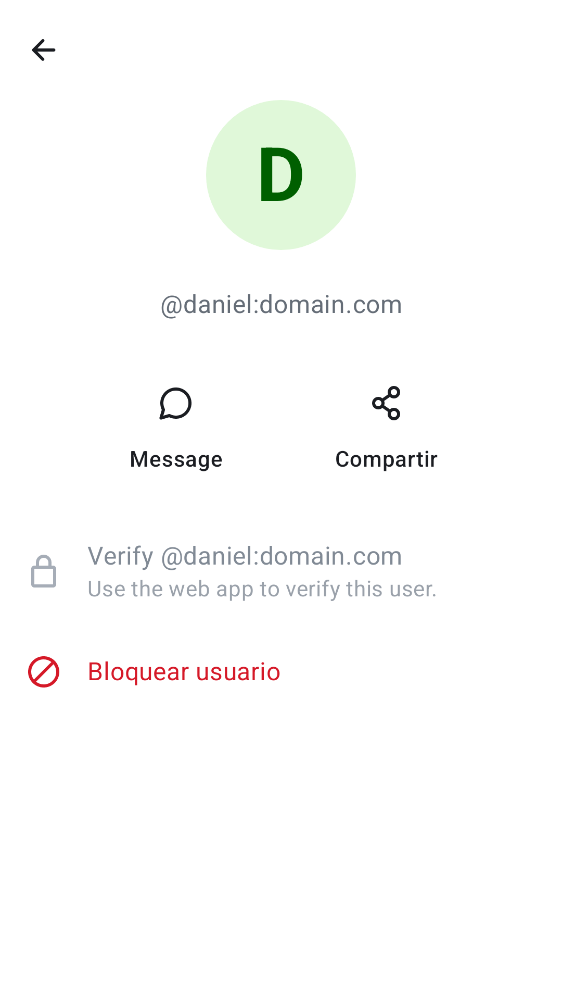 D
@daniel:domain.com
Message
Compartir
Verify @daniel:domain.com
Use the web app to verify this user.
Bloquear usuario